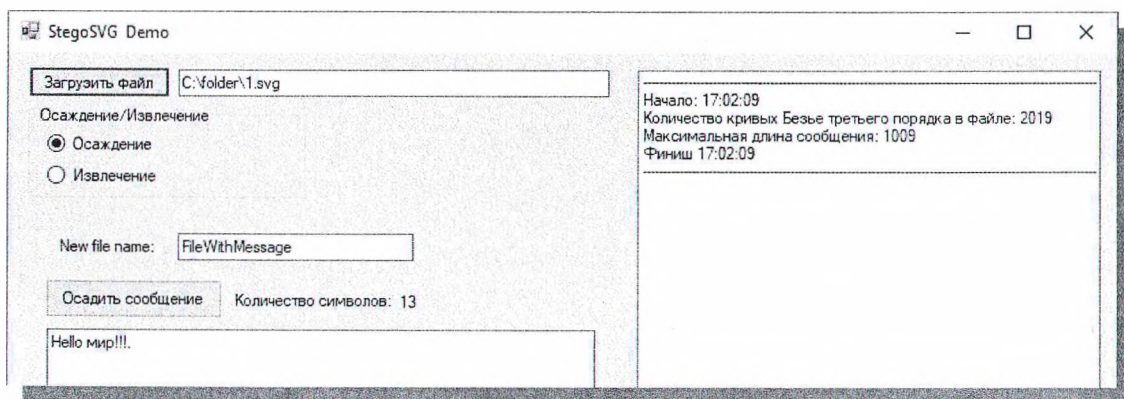 StegoSVG Demo
Загрузить файл C:\folder\1.svg
Осаждение/Извлечение
Осаждение
Извлечение
New file name: FileWithMessage
Осадить сообщение Количество символов: 13
Hello мир!!!.
Начало: 17:02:09
Количество кривых Безье третьего порядка в файле: 2019
Максимальная длина сообщения: 1009
Финиш 17:02:09